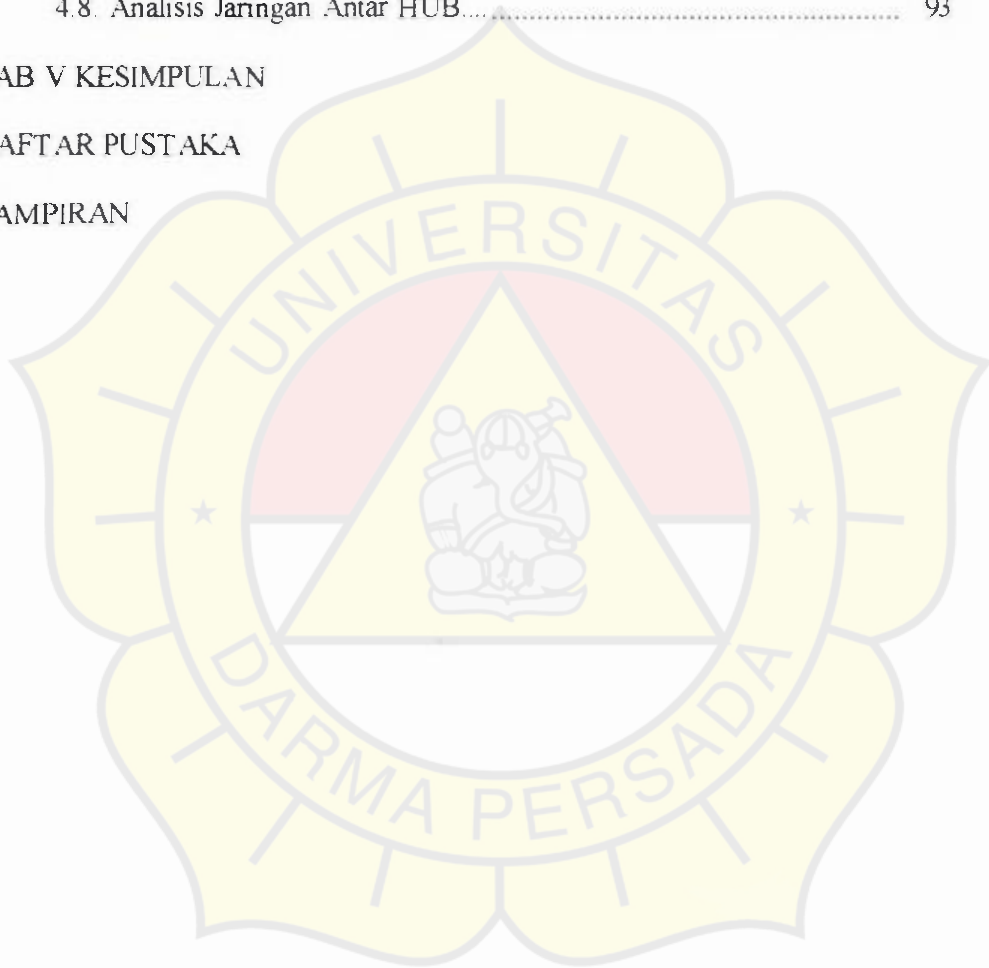 4.8. Analisis Jaringan Antar HUB.... 93
AB V KESIMPULAN
AFTAR PUSTAKA
AMPIRAN
UNIVERSITAS
DARMA PERSADA